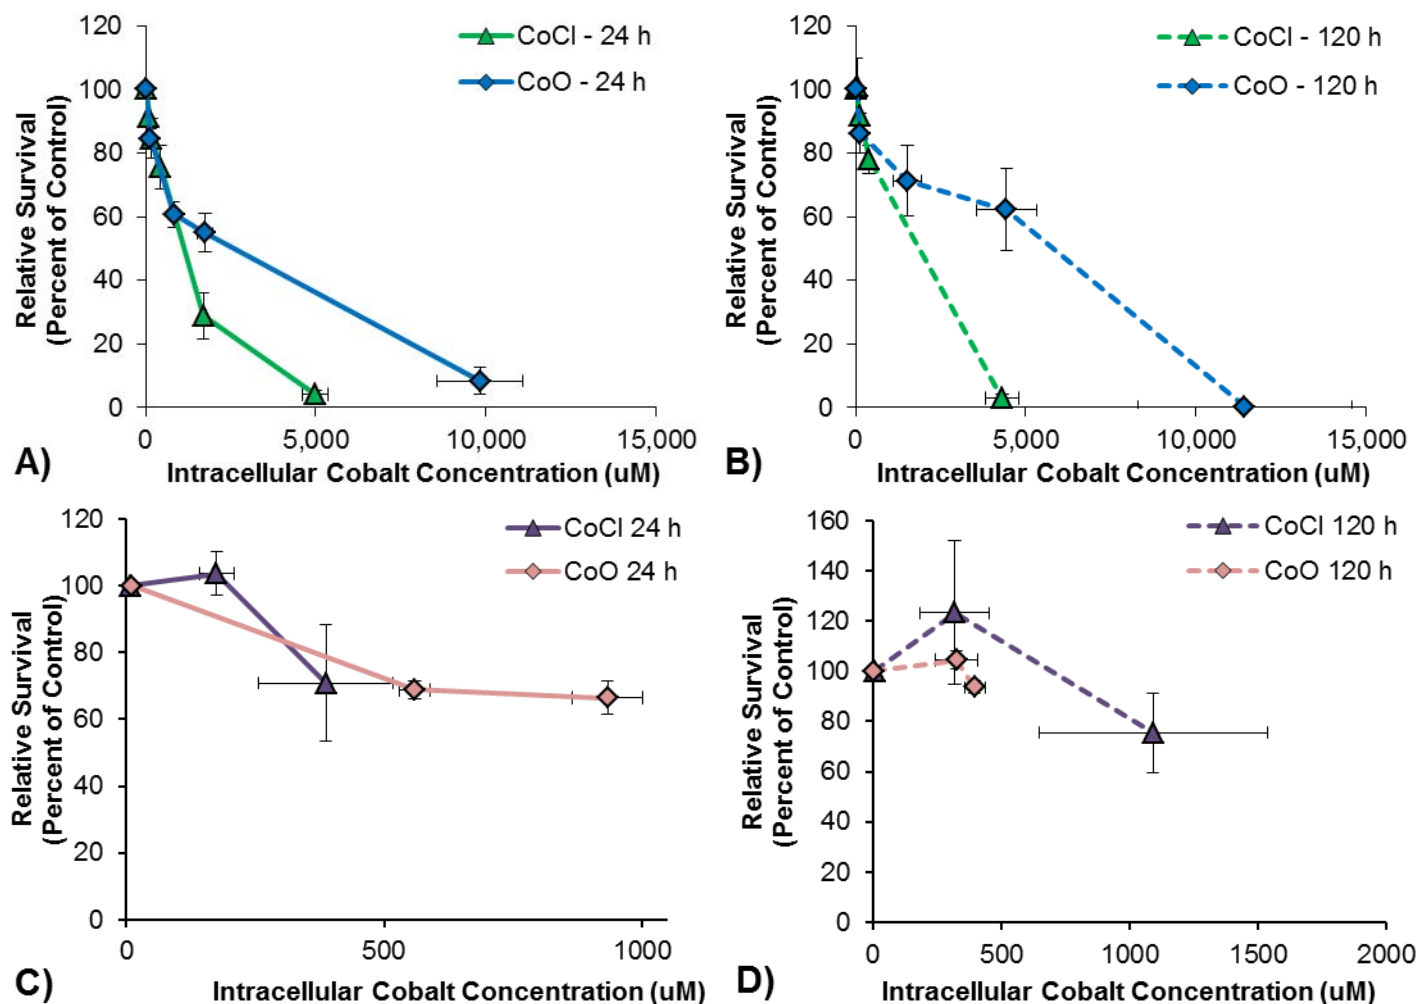 120
100
80
60
40
20
0
Relative Survival
(Percent of Control)
CoCl - 24 h
CoO - 24 h
0 5,000 10,000 15,000
A)
Intracellular Cobalt Concentration (uM)
120
100
80
60
40
20
0
Relative Survival
(Percent of Control)
CoCl - 120 h
CoO - 120 h
0 5,000 10,000 15,000
B)
Intracellular Cobalt Concentration (uM)
120
100
80
60
40
20
0
Relative Survival
(Percent of Control)
CoCl 24 h
CoO 24 h
0 500 1000
C)
Intracellular Cobalt Concentration (uM)
160
140
120
100
80
60
40
20
0
Relative Survival
(Percent of Control)
CoCl 120 h
CoO 120 h
0 500 1000 1500 2000
D)
Intracellular Cobalt Concentration (uM)